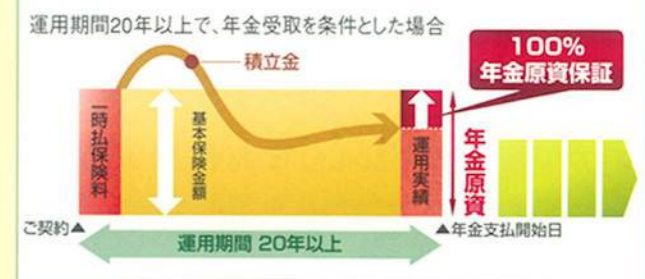 運用期間20年以上で、年金受取を条件とした場合
100%
年金原資保証
積立金
一時払保険料
基本保険金額
運用実績
年金原資
ご契約▲
▲年金支払開始日
運用期間 20年以上